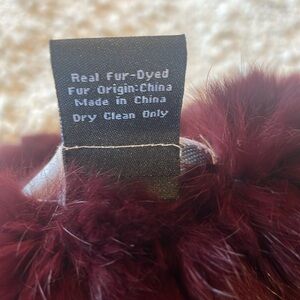 Real Fur-Dyed
Fur Origin:China
Made in China
Dry Clean Only